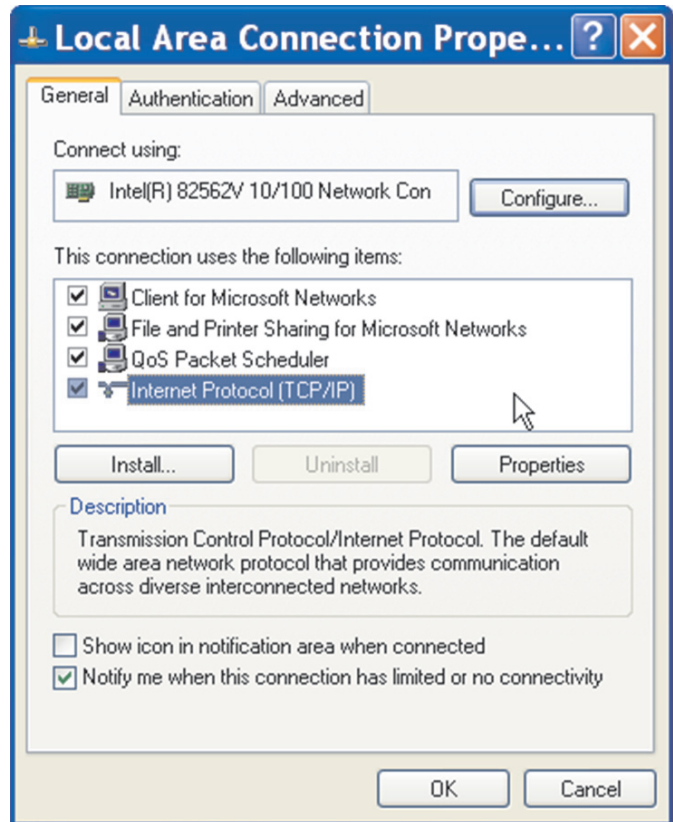 Local Area Connection Prope... ?
General Authentication Advanced
Connect using:
Intel(R) 82562V 10/100 Network Con Configure...
This connection uses the following items:
Client for Microsoft Networks
File and Printer Sharing for Microsoft Networks
QoS Packet Scheduler
Internet Protocol (TCP/IP)
Install... Uninstall Properties
Description
Transmission Control Protocol/Internet Protocol. The default
wide area network protocol that provides communication
across diverse interconnected networks.
Show icon in notification area when connected
Notify me when this connection has limited or no connectivity
OK Cancel